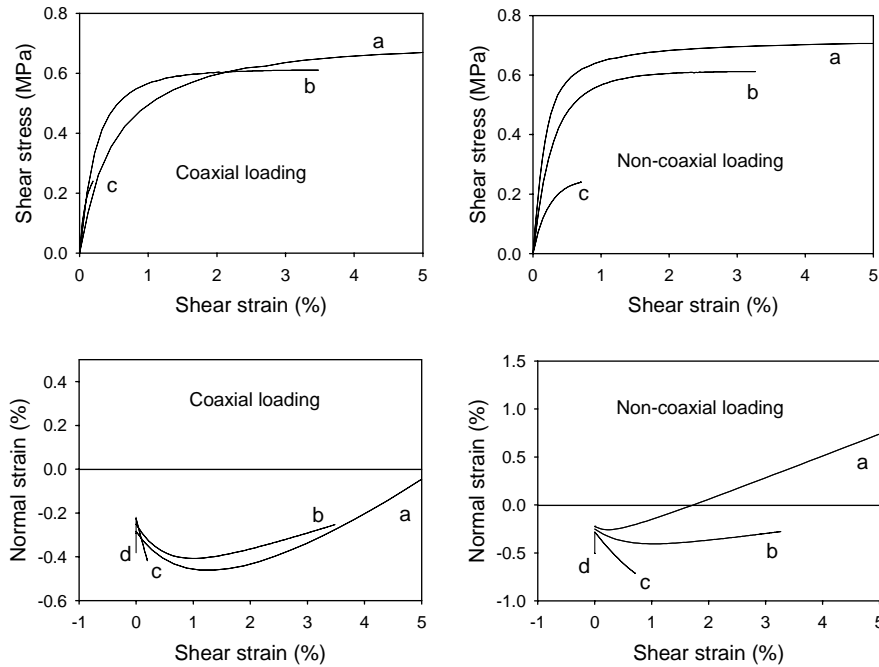 Shear stress (MPa)
0.8
0.6
0.4
0.2
0.0
a
b
c
Coaxial loading
0 1 2 3 4 5
Shear strain (%)
Shear stress (MPa)
0.8
0.6
0.4
0.2
0.0
a
b
c
Non-coaxial loading
0 1 2 3 4 5
Shear strain (%)
Normal strain (%)
0.4
0.2
0.0
-0.2
-0.4
-0.6
Coaxial loading
b
a
d
c
-1 0 1 2 3 4 5
Shear strain (%)
Normal strain (%)
1.5
1.0
0.5
0.0
-0.5
-1.0
Non-coaxial loading
a
b
d
c
-1 0 1 2 3 4 5
Shear strain (%)